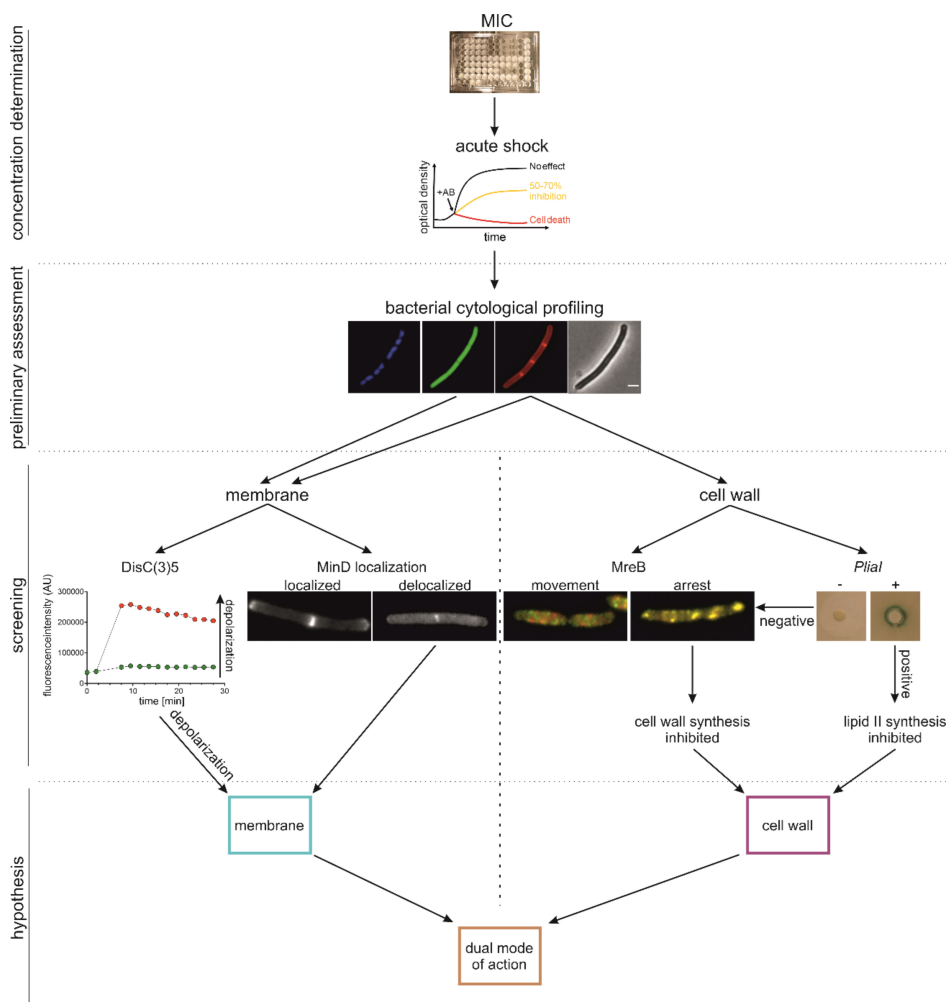 concentration determination
MIC
acute shock
optical density
+AB
No effect
50-70%
inhibition
Cell death
time
preliminary assessment
bacterial cytological profiling
screening
membrane
cell wall
DisC(3)5
MinD localization
MreB
PliaI
localized
delocalized
movement
arrest
-
+
fluorescenceintensity (AU)
300000
200000
100000
0
0
10
20
30
time [min]
depolarization
negative
positive
depolarization
cell wall synthesis
inhibited
lipid II synthesis
inhibited
hypothesis
membrane
cell wall
dual mode
of action